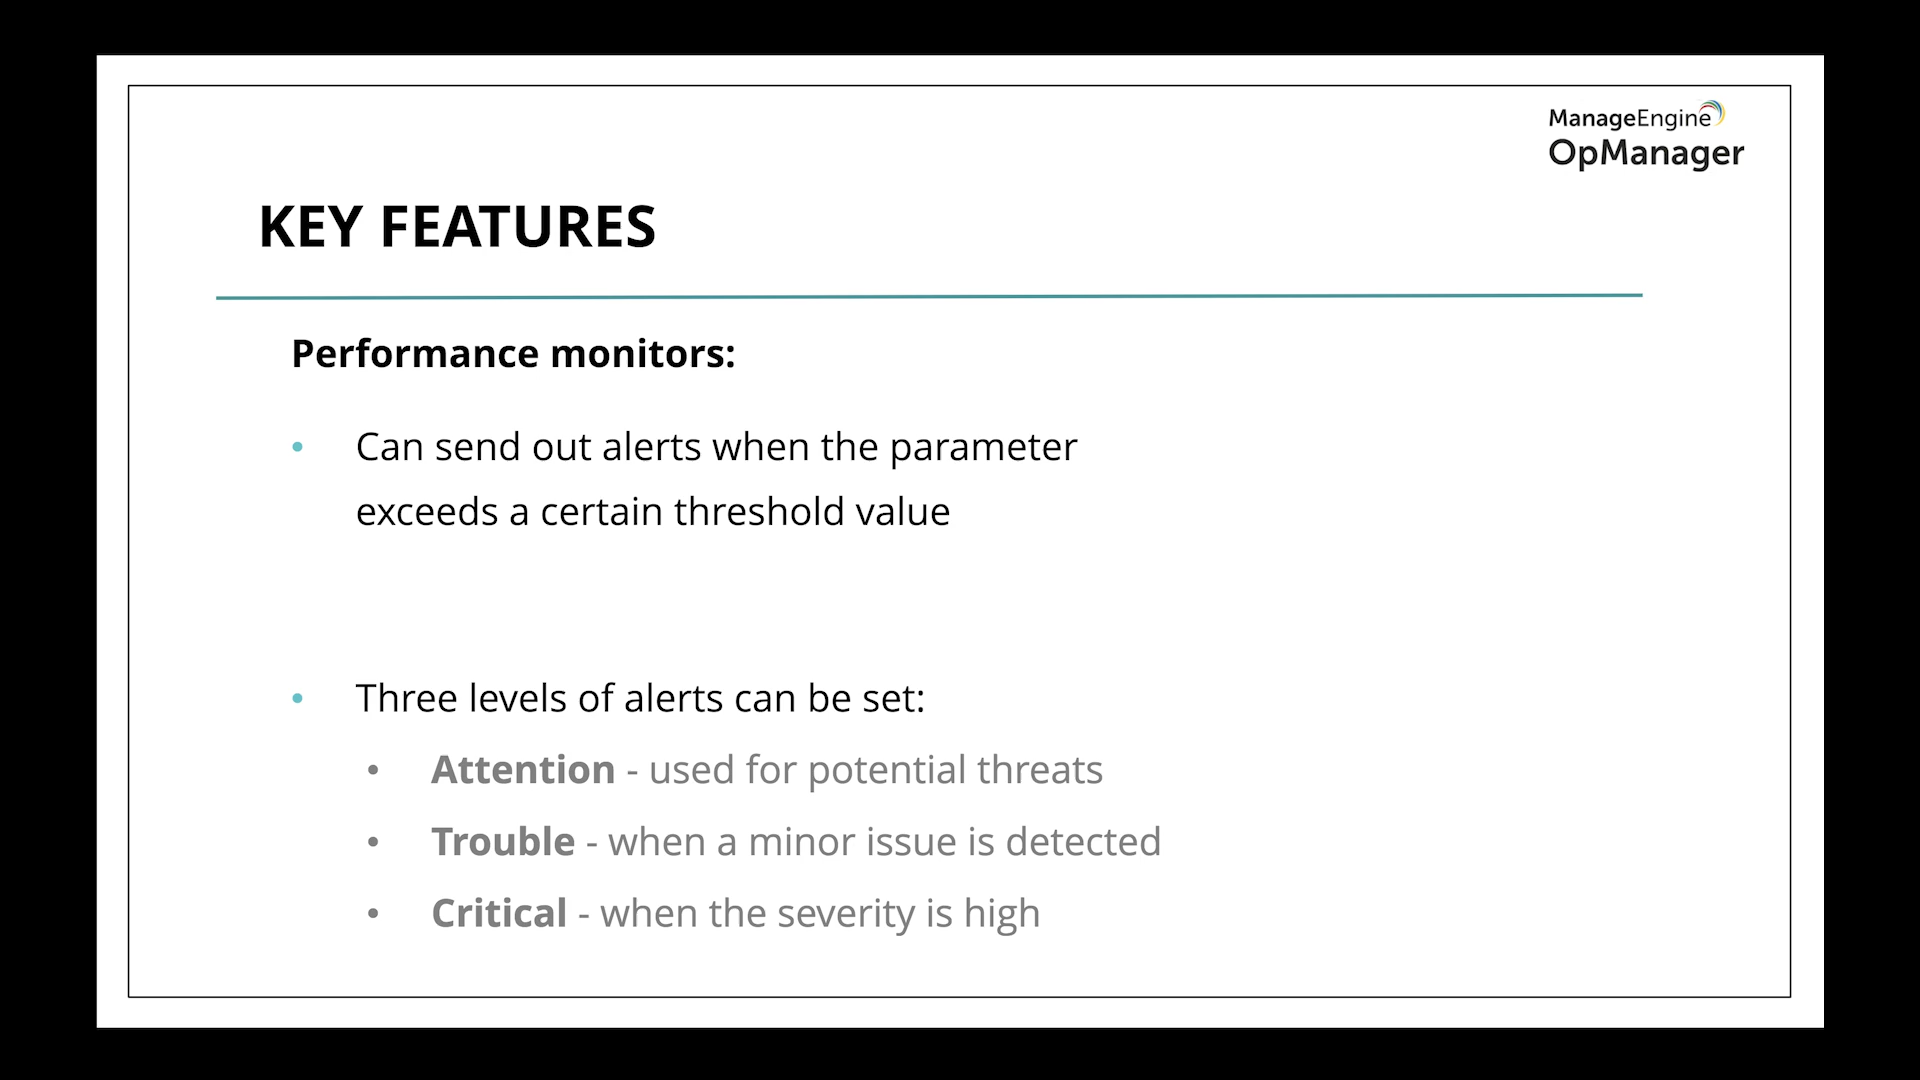 ManageEngine
OpManager
KEY FEATURES
Performance monitors:
• Can send out alerts when the parameter
exceeds a certain threshold value
• Three levels of alerts can be set:
• Attention - used for potential threats
• Trouble - when a minor issue is detected
• Critical - when the severity is high